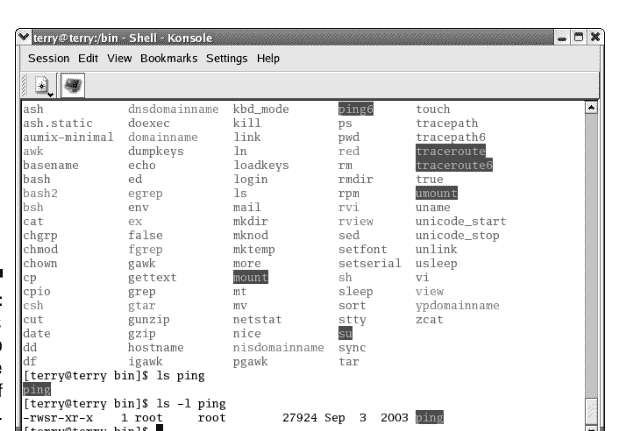 terry@terry:/bin - Shell - Konsole
Session Edit View Bookmarks Settings Help
ash dnsdomainname kbd_mode ping6 touch
ash.static doexec kill ps tracepath
aumix-minimal domainname link pwd tracepath6
awk dumpkeys ln red traceroute
basename echo loadkeys rm traceroute6
bash ed login rmdir true
bash2 egrep ls rpm umount
bsh env mail rvi uname
cat ex mkdir rview unicode_start
chgrp false mknod sed unicode_stop
chmod fgrep mktemp setfont unlink
chown gawk more setserial usleep
cp gettext mount sh vi
cpio grep mt sleep view
csh gtar mv sort ypdomainname
cut gunzip netstat stty zcat
date gzip nice su
dd hostname nisdomainname sync
df igawk pgawk tar
[terry@terry bin]$ ls ping
ping
[terry@terry bin]$ ls -l ping
-rwsr-xr-x 1 root root 27924 Sep 3 2003 ping
[terry@terry bin]$